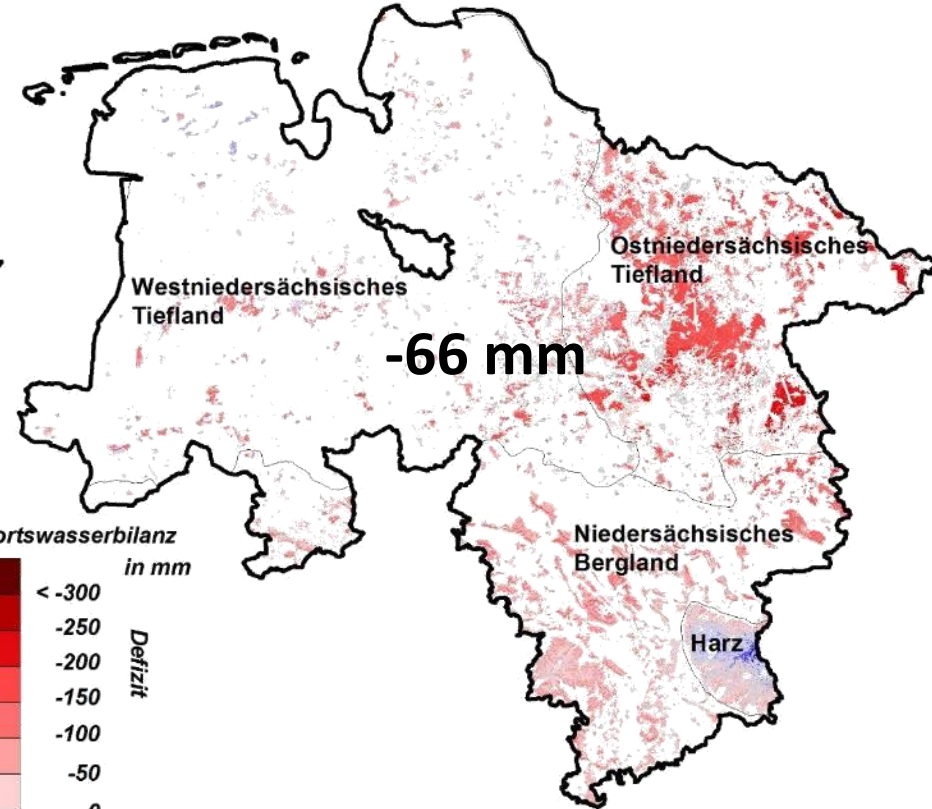 Ostniedersächsisches
Tiefland
Westniedersächsisches
Tiefland
-66 mm
Niedersächsisches
Bergland
Harz
ortswasserbilanz
in mm
< -300
-250
-200
-150
-100
-50
Defizit